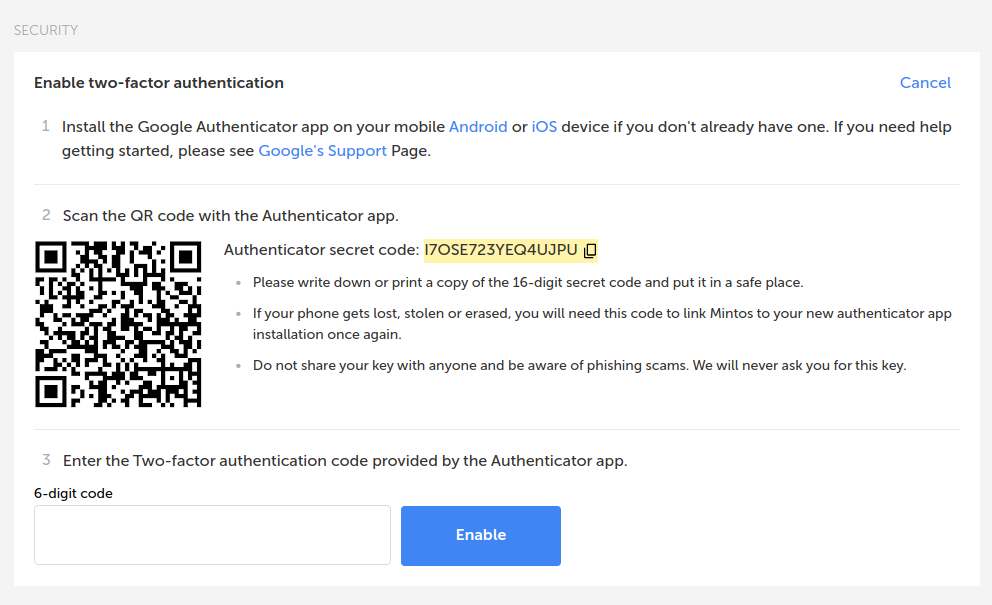 SECURITY
Enable two-factor authentication
Cancel
1 Install the Google Authenticator app on your mobile Android or iOS device if you don't already have one. If you need help
getting started, please see Google's Support Page.
2 Scan the QR code with the Authenticator app.
Authenticator secret code: I7OSE723YEQ4UJPU
• Please write down or print a copy of the 16-digit secret code and put it in a safe place.
• If your phone gets lost, stolen or erased, you will need this code to link Mintos to your new authenticator app
installation once again.
• Do not share your key with anyone and be aware of phishing scams. We will never ask you for this key.
3 Enter the Two-factor authentication code provided by the Authenticator app.
6-digit code
Enable